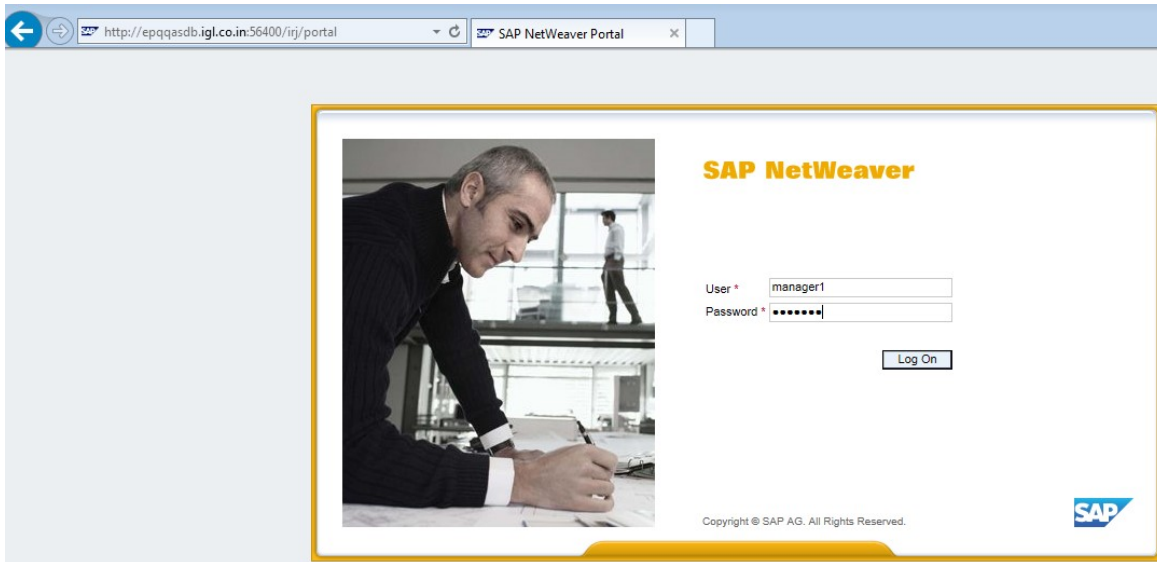 http://epqqasdb.igl.co.in:56400/irj/portal
SAP NetWeaver Portal
SAP NetWeaver
User * manager1
Password * •••••••
Log On
Copyright © SAP AG. All Rights Reserved.
SAP